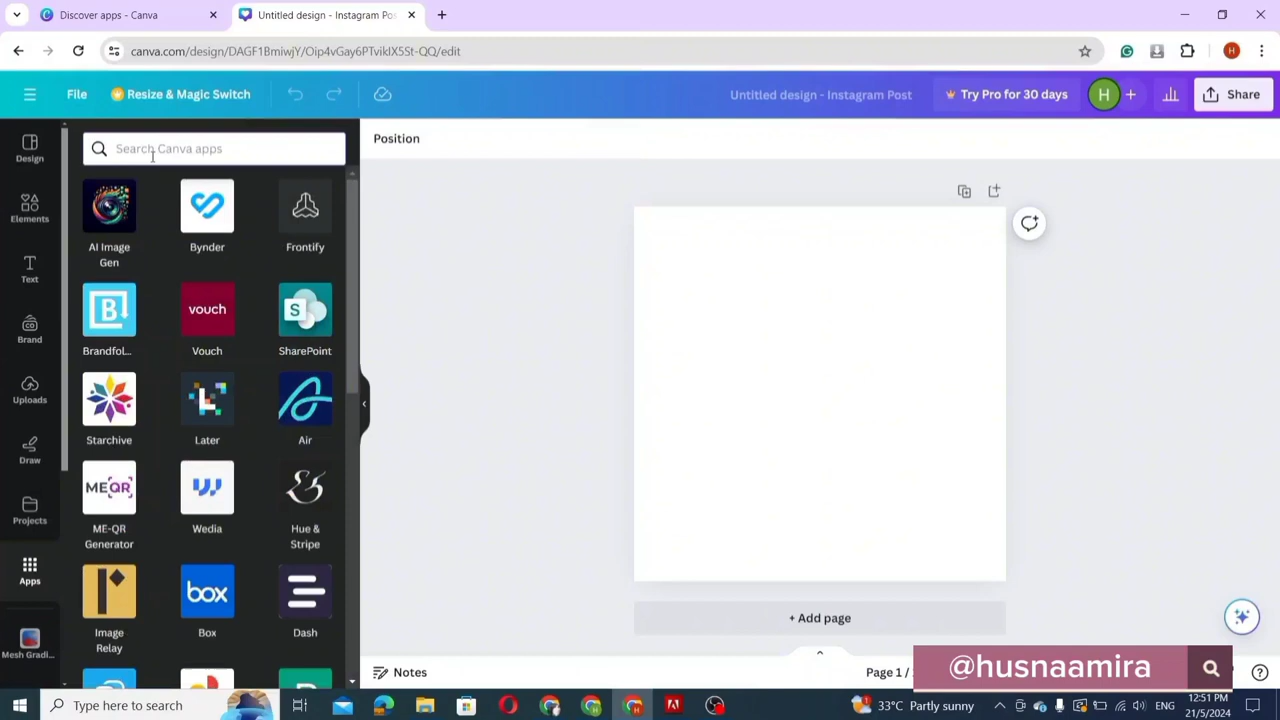 Discover apps - Canva
Untitled design - Instagram Pos
canva.com/design/DAGF1BmiwjY/Oip4vGay6PTvikIX5St-QQ/edit
H
File
Resize & Magic Switch
Untitled design - Instagram Post
Try Pro for 30 days
H
Share
Design
Elements
Text
Brand
Uploads
Draw
Projects
Apps
Mesh Gradi...
Search Canva apps
AI Image
Gen
Bynder
Frontify
Brandfol...
vouch
Vouch
S
SharePoint
Starchive
Later
Air
MEQR
ME-QR
Generator
Wedia
Hue &
Stripe
Image
Relay
box
Box
Dash
Position
+ Add page
Notes
Page 1 /
@husnaamira
Type here to search
33°C Partly sunny
ENG
12:51 PM
21/5/2024